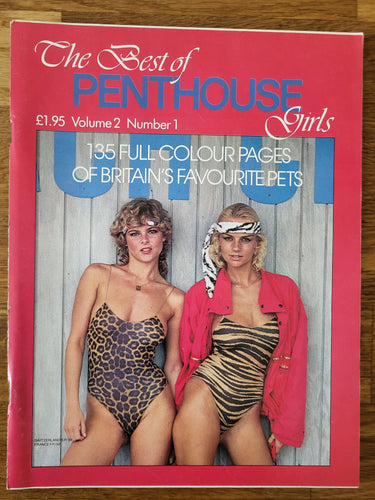 The Best of
PENTHOUSE
Girls
£1.95 Volume 2 Number 1
135 FULL COLOUR PAGES
OF BRITAIN'S FAVOURITE PETS